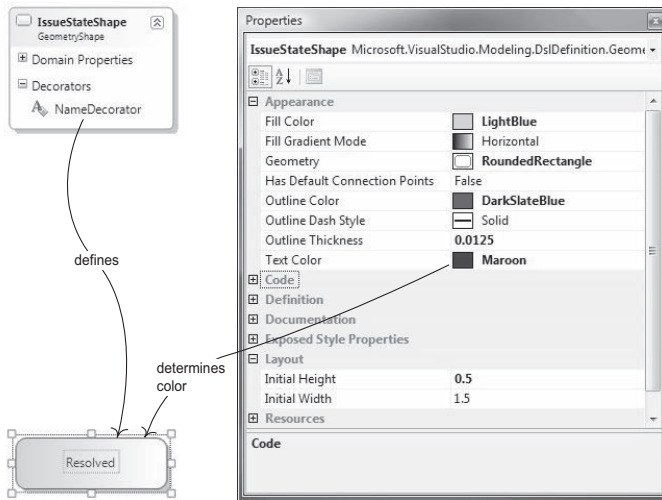 IssueStateShape
GeometryShape
Domain Properties
Decorators
NameDecorator
defines
Resolved
determines
color
Properties
IssueStateShape Microsoft.VisualStudio.Modeling.DslDefinition.Geome
Appearance
Fill Color LightBlue
Fill Gradient Mode Horizontal
Geometry RoundedRectangle
Has Default Connection Points False
Outline Color DarkSlateBlue
Outline Dash Style Solid
Outline Thickness 0.0125
Text Color Maroon
Code
Definition
Documentation
Exposed Style Properties
Layout
Initial Height 0.5
Initial Width 1.5
Resources
Code